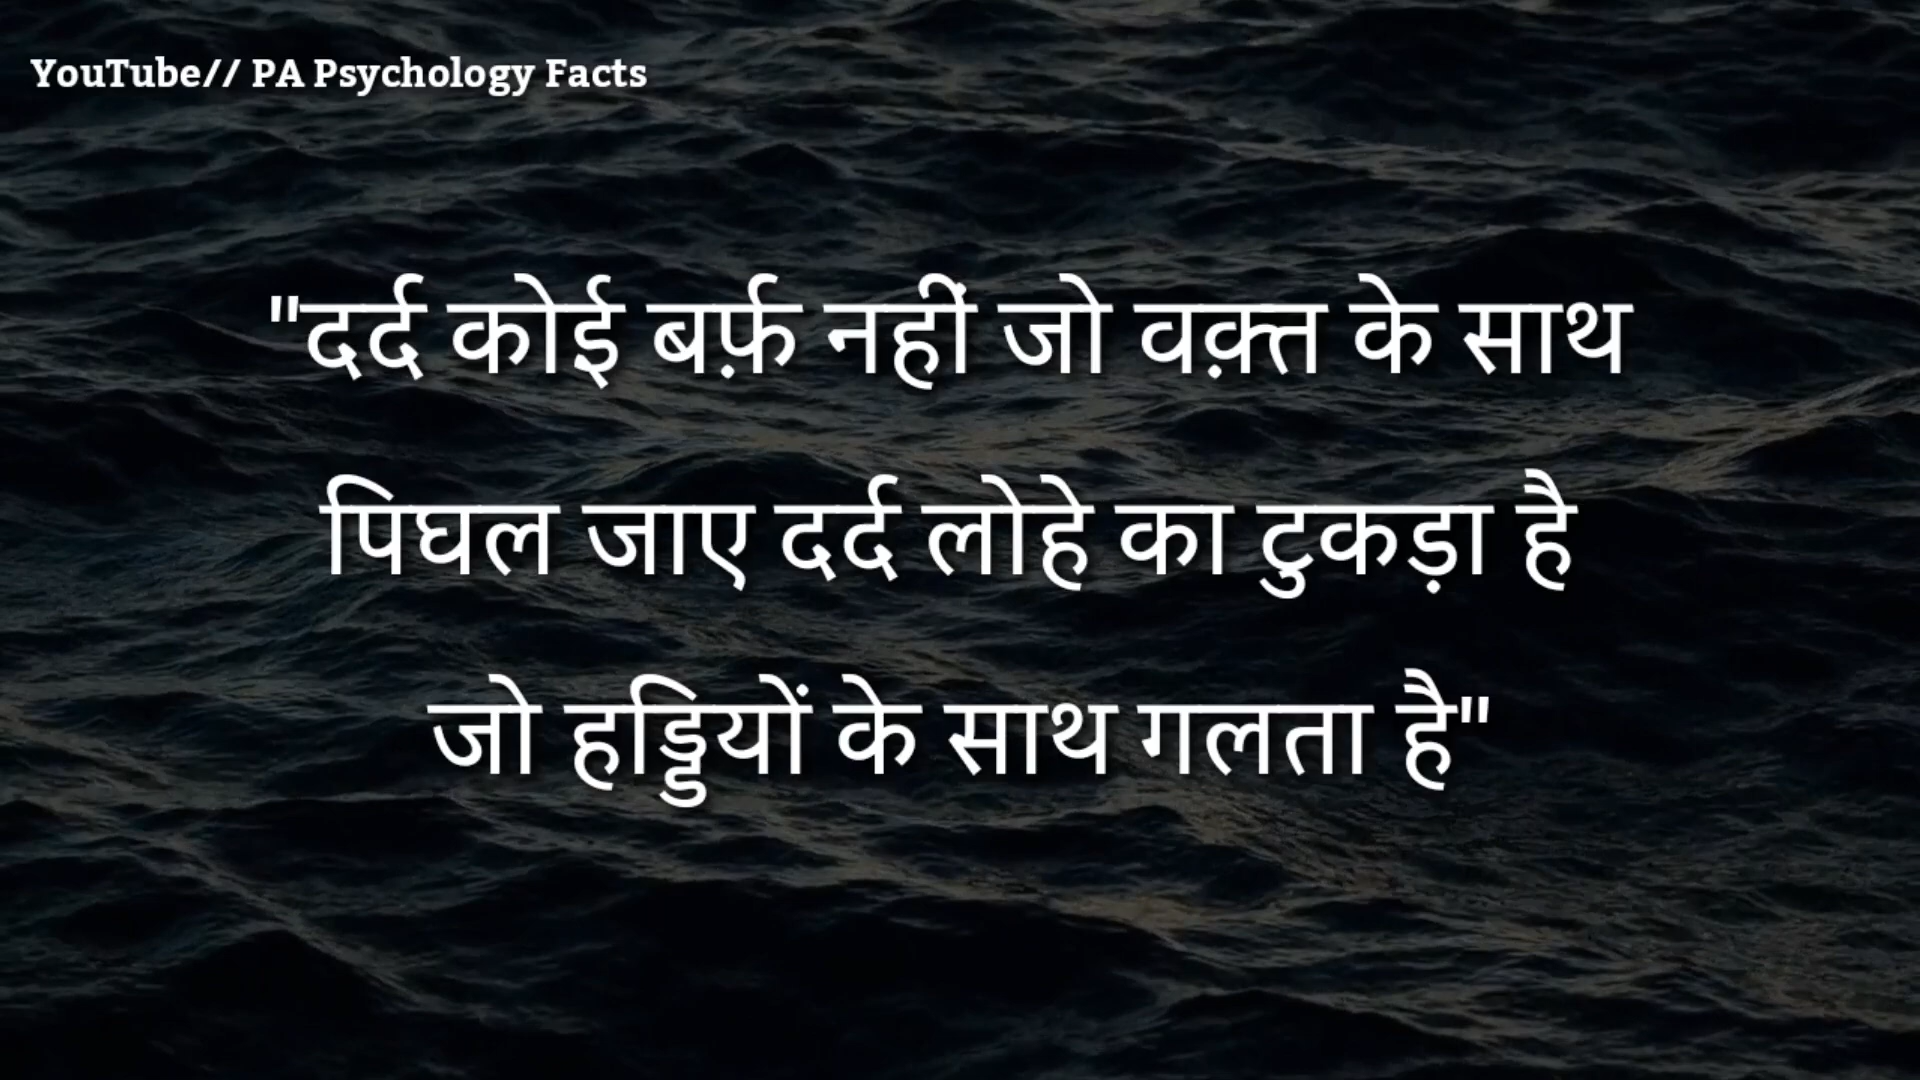 YouTube// PA Psychology Facts
"दर्द कोई बर्फ़ नहीं जो वक़्त के साथ
पिघल जाए दर्द लोहे का टुकड़ा है
जो हड्डियों के साथ गलता है"